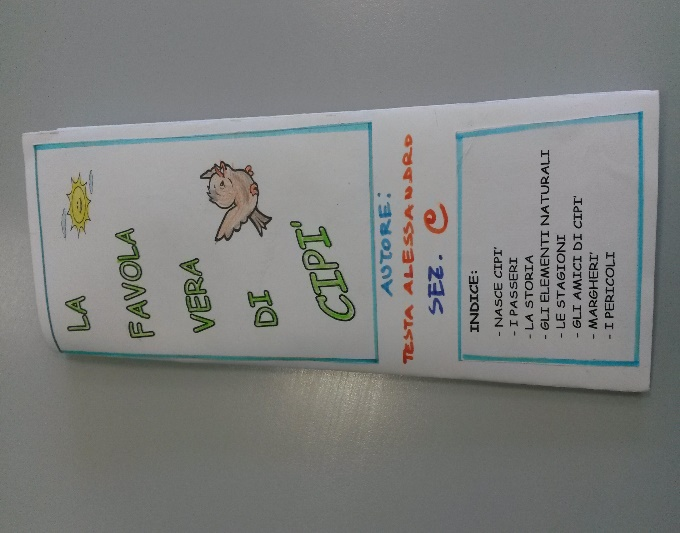 LA
FAVOLA
VERA
DI
CIPI'
AUTORE:
TESTA ALESSANDRO
SEZ. C
INDICE:
- NASCE CIPI'
- I PASSERI
- LA STORIA
- GLI ELEMENTI NATURALI
- LE STAGIONI
- GLI AMICI DI CIPI'
- MARGHERI'
- I PERICOLI